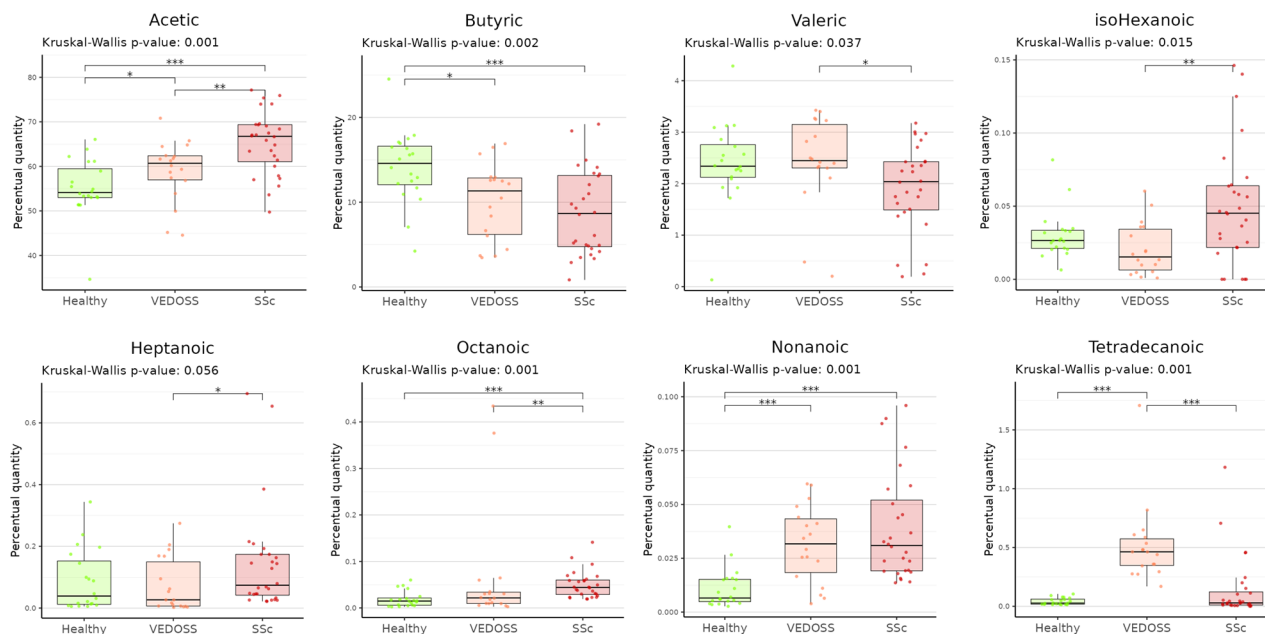 Acetic
Kruskal-Wallis p-value: 0.001
Percentual quantity
80
70
60
50
40
***
*
**
Healthy VEDOSS SSc
Butyric
Kruskal-Wallis p-value: 0.002
Percentual quantity
20
10
0
***
*
Healthy VEDOSS SSc
Valeric
Kruskal-Wallis p-value: 0.037
Percentual quantity
4
3
2
1
0
*
Healthy VEDOSS SSc
isoHexanoic
Kruskal-Wallis p-value: 0.015
Percentual quantity
0.15
0.10
0.05
0.00
**
Healthy VEDOSS SSc
Heptanoic
Kruskal-Wallis p-value: 0.056
Percentual quantity
0.6
0.4
0.2
0.0
*
Healthy VEDOSS SSc
Octanoic
Kruskal-Wallis p-value: 0.001
Percentual quantity
0.4
0.3
0.2
0.1
0.0
***
**
Healthy VEDOSS SSc
Nonanoic
Kruskal-Wallis p-value: 0.001
Percentual quantity
0.100
0.075
0.050
0.025
0.000
***
***
Healthy VEDOSS SSc
Tetradecanoic
Kruskal-Wallis p-value: 0.001
Percentual quantity
1.5
1.0
0.5
0.0
***
***
Healthy VEDOSS SSc